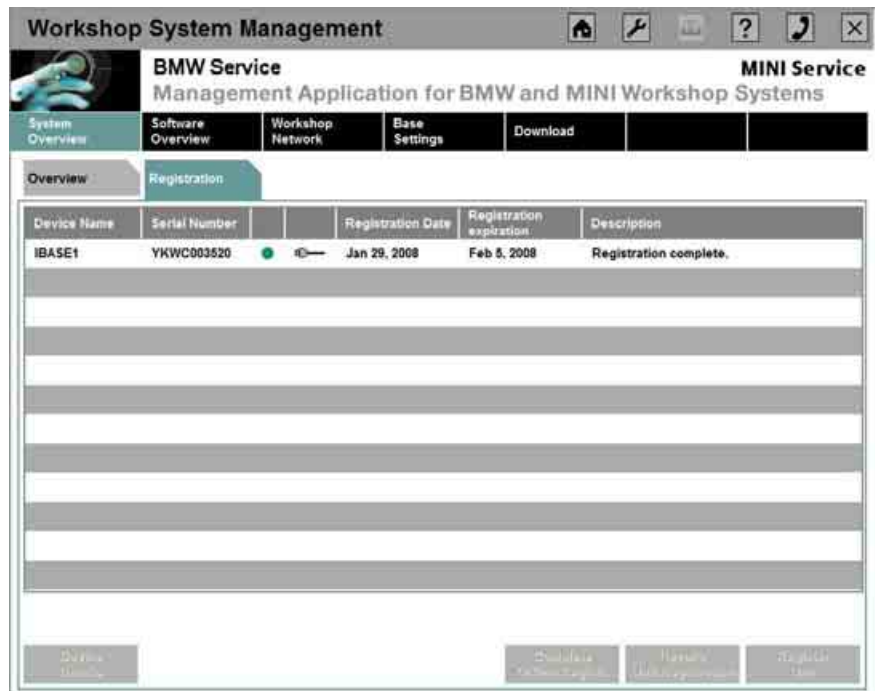 Workshop System Management
?
BMW Service
MINI Service
Management Application for BMW and MINI Workshop Systems
System Overview
Software Overview
Workshop Network
Base Settings
Download
Overview
Registration
Device Name Serial Number Registration Date Registration expiration Description
IBASE1 YKWC003520 Jan 29, 2008 Feb 5, 2008 Registration complete.
Device Details